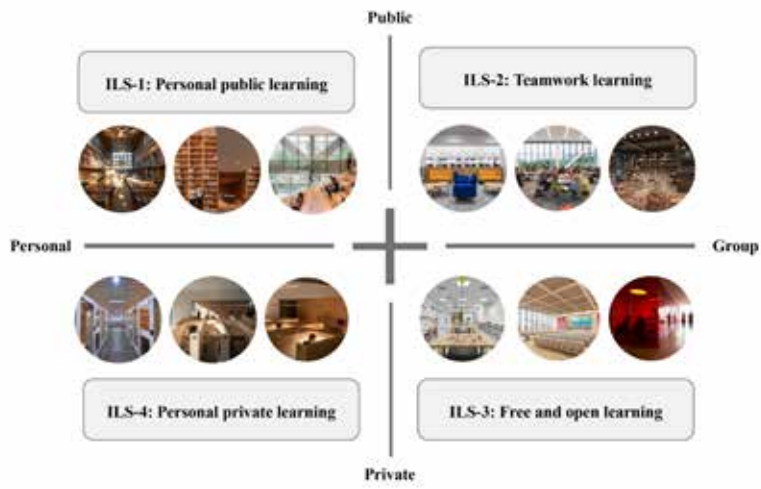 Public
ILS-1: Personal public learning
ILS-2: Teamwork learning
Personal
Group
ILS-4: Personal private learning
ILS-3: Free and open learning
Private